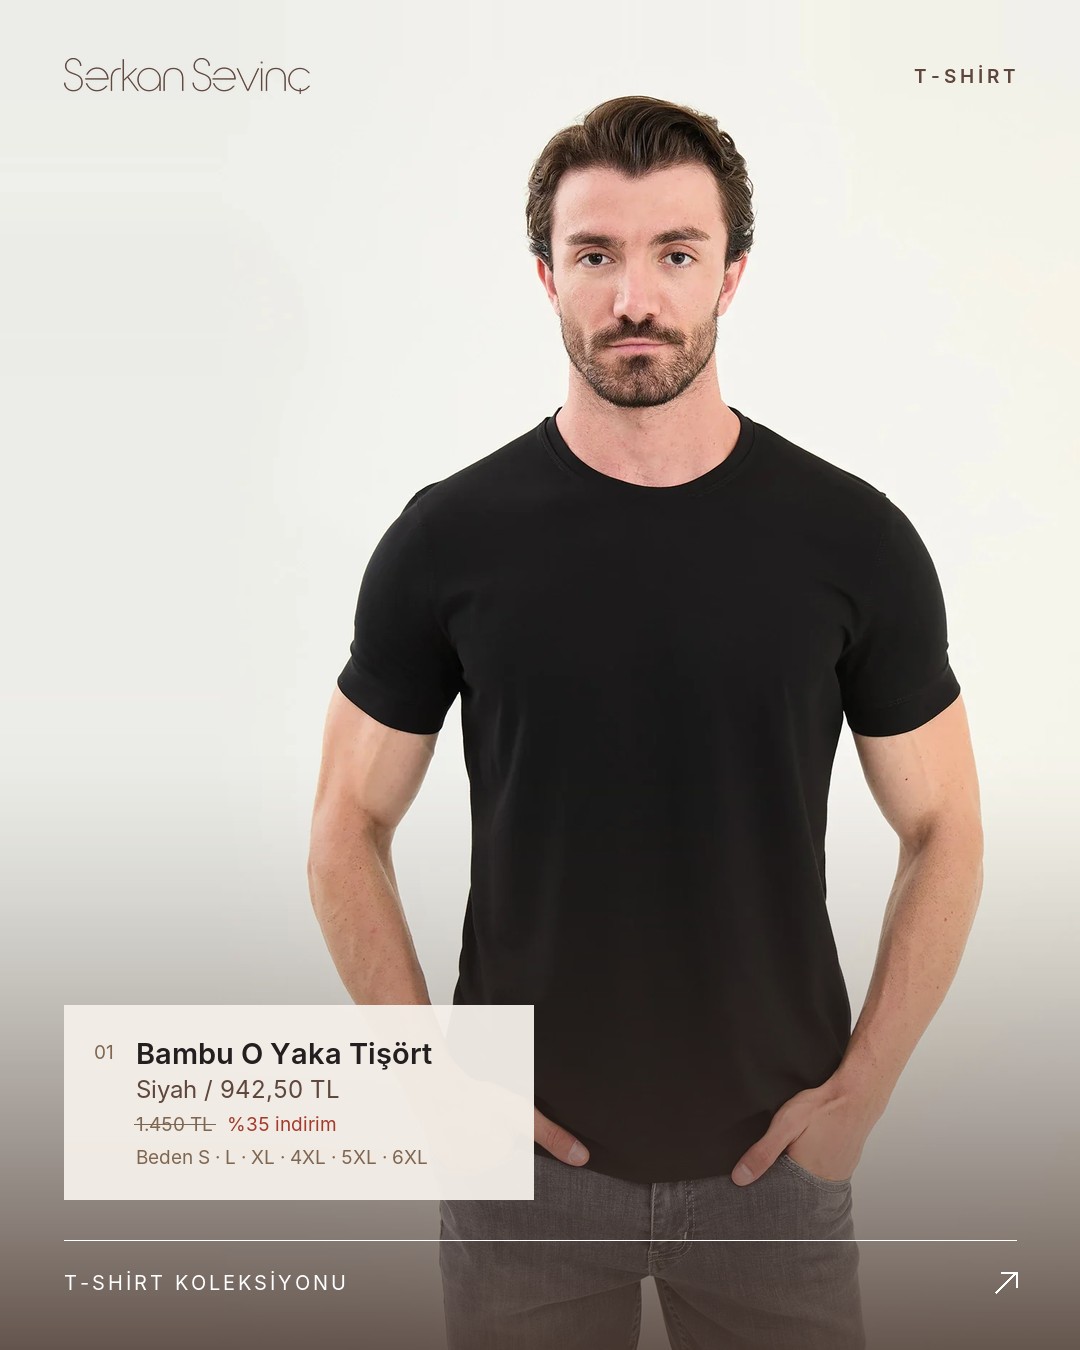 Serkan Sevinç
T-SHİRT
01 Bambu O Yaka Tişört
Siyah / 942,50 TL
1.450 TL %35 indirim
Beden S · L · XL · 4XL · 5XL · 6XL
T-SHİRT KOLEKSİYONU